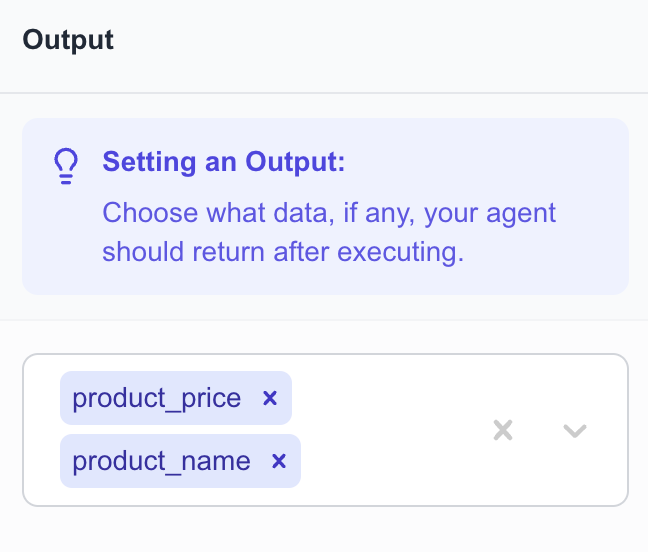 Output
Setting an Output:
Choose what data, if any, your agent
should return after executing.
product_price
product_name